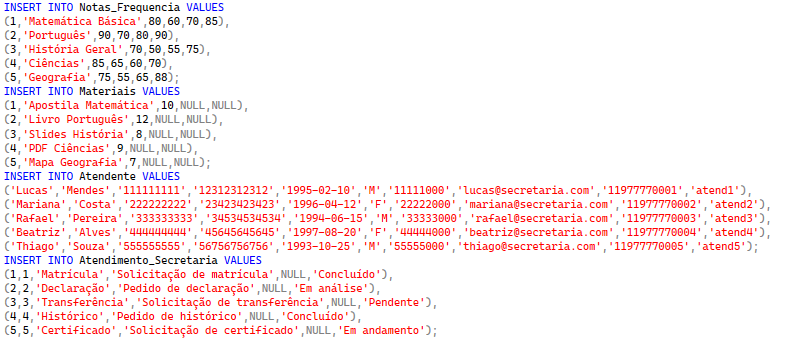 INSERT INTO Notas_Frequencia VALUES
(1,'Matemática Básica',80,60,70,85),
(2,'Português',90,70,80,90),
(3,'História Geral',70,50,55,75),
(4,'Ciências',85,65,60,70),
(5,'Geografia',75,55,65,88);
INSERT INTO Materiais VALUES
(1,'Apostila Matemática',10,NULL,NULL),
(2,'Livro Português',12,NULL,NULL),
(3,'Slides História',8,NULL,NULL),
(4,'PDF Ciências',9,NULL,NULL),
(5,'Mapa Geografia',7,NULL,NULL);
INSERT INTO Atendente VALUES
('Lucas','Mendes','111111111','12312312312','1995-02-10','M','11111000','lucas@secretaria.com','11977770001','atend1'),
('Mariana','Costa','222222222','23423423423','1996-04-12','F','22222000','mariana@secretaria.com','11977770002','atend2'),
('Rafael','Pereira','333333333','34534534534','1994-06-15','M','33333000','rafael@secretaria.com','11977770003','atend3'),
('Beatriz','Alves','444444444','45645645645','1997-08-20','F','44444000','beatriz@secretaria.com','11977770004','atend4'),
('Thiago','Souza','555555555','56756756756','1993-10-25','M','55555000','thiago@secretaria.com','11977770005','atend5');
INSERT INTO Atendimento_Secretaria VALUES
(1,1,'Matrícula','Solicitação de matrícula',NULL,'Concluído'),
(2,2,'Declaração','Pedido de declaração',NULL,'Em análise'),
(3,3,'Transferência','Solicitação de transferência',NULL,'Pendente'),
(4,4,'Histórico','Pedido de histórico',NULL,'Concluído'),
(5,5,'Certificado','Solicitação de certificado',NULL,'Em andamento');